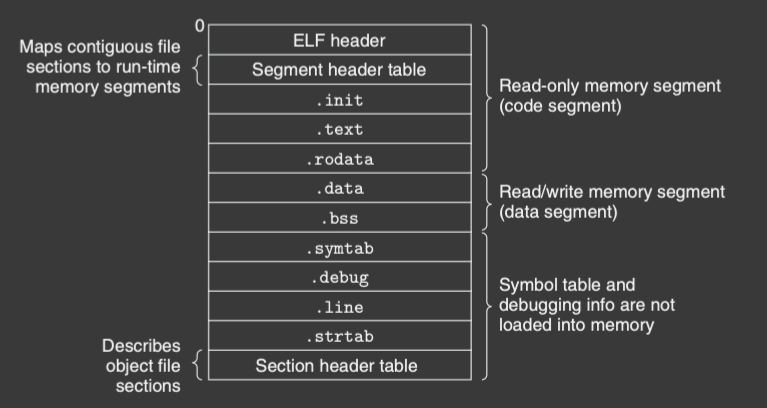 0
Maps contiguous file
sections to run-time
memory segments
ELF header
Segment header table
.init
.text
.rodata
.data
.bss
.symtab
.debug
.line
.strtab
Section header table
Describes
object file
sections
Read-only memory segment
(code segment)
Read/write memory segment
(data segment)
Symbol table and
debugging info are not
loaded into memory